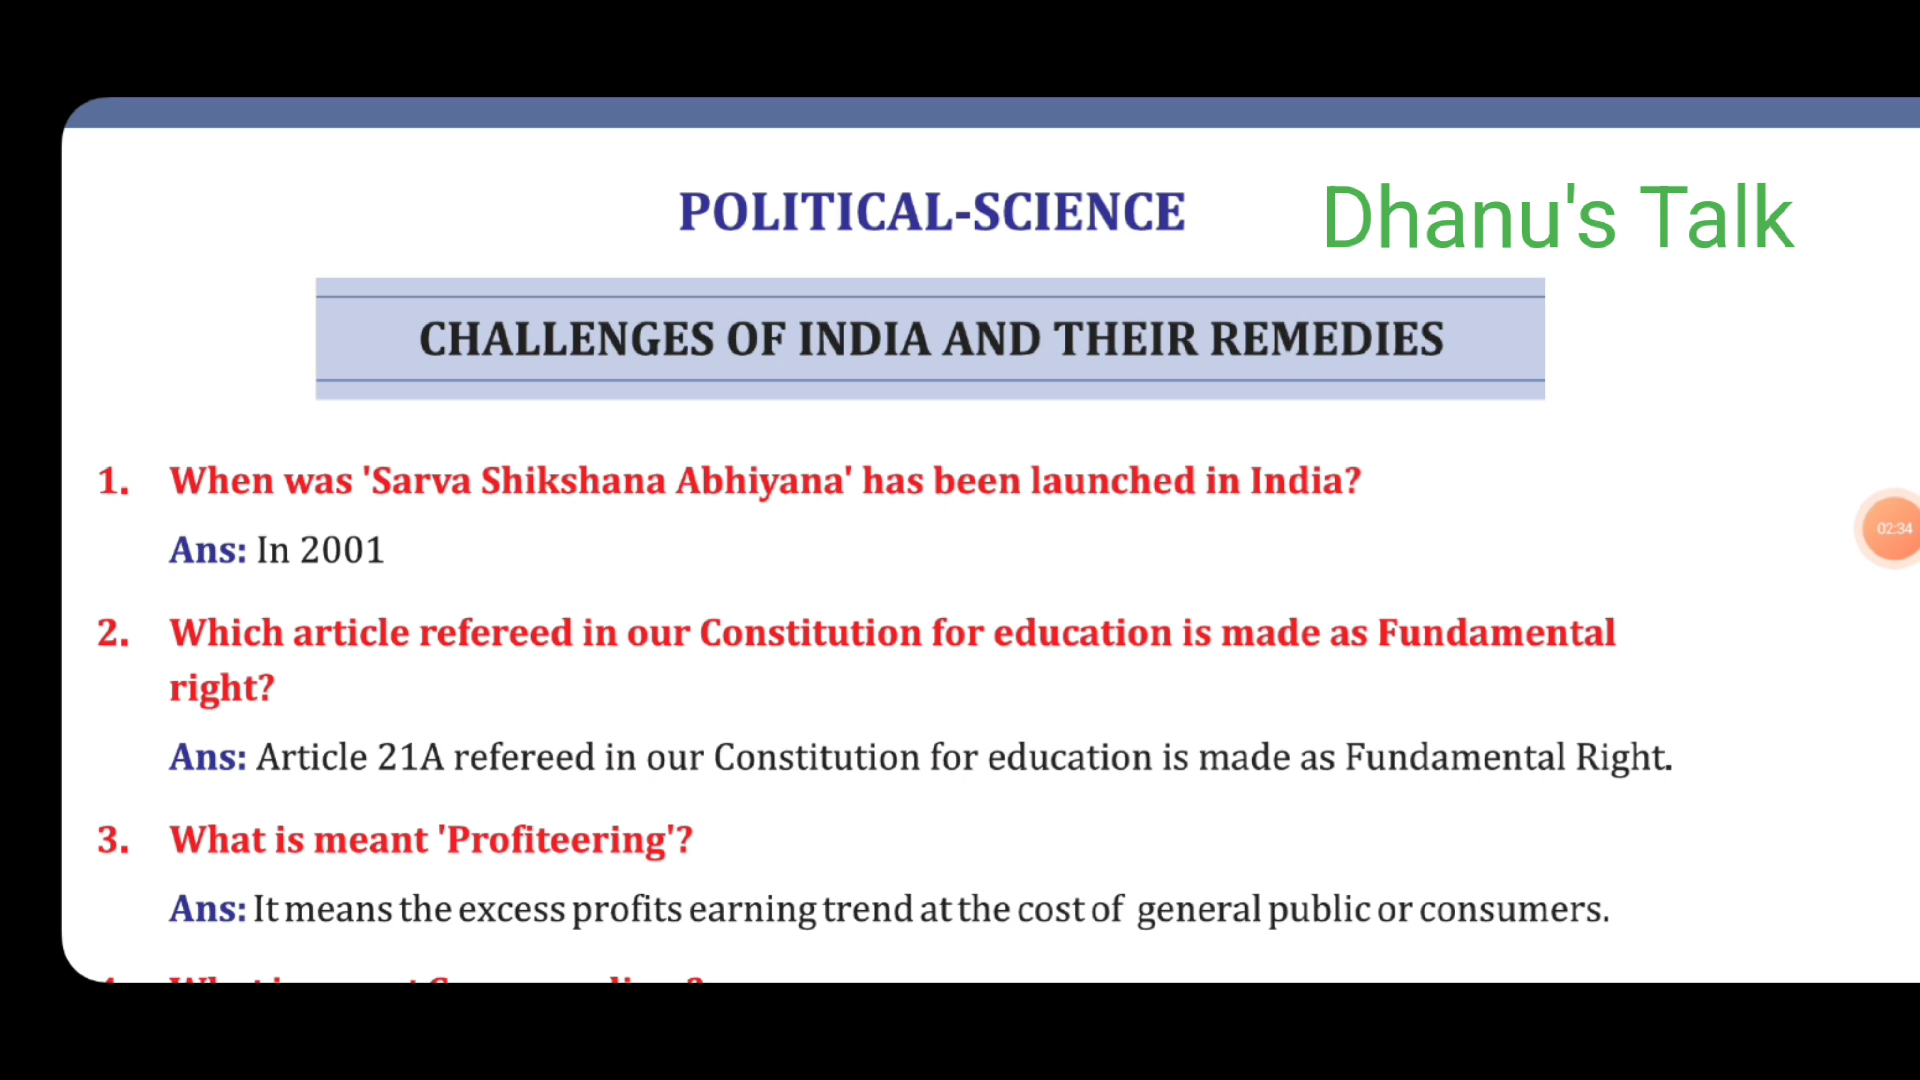 POLITICAL-SCIENCE
Dhanu's Talk
CHALLENGES OF INDIA AND THEIR REMEDIES
1. When was 'Sarva Shikshana Abhiyana' has been launched in India?
Ans: In 2001
02:34
2. Which article refereed in our Constitution for education is made as Fundamental
right?
Ans: Article 21A refereed in our Constitution for education is made as Fundamental Right.
3. What is meant 'Profiteering'?
Ans: It means the excess profits earning trend at the cost of general public or consumers.